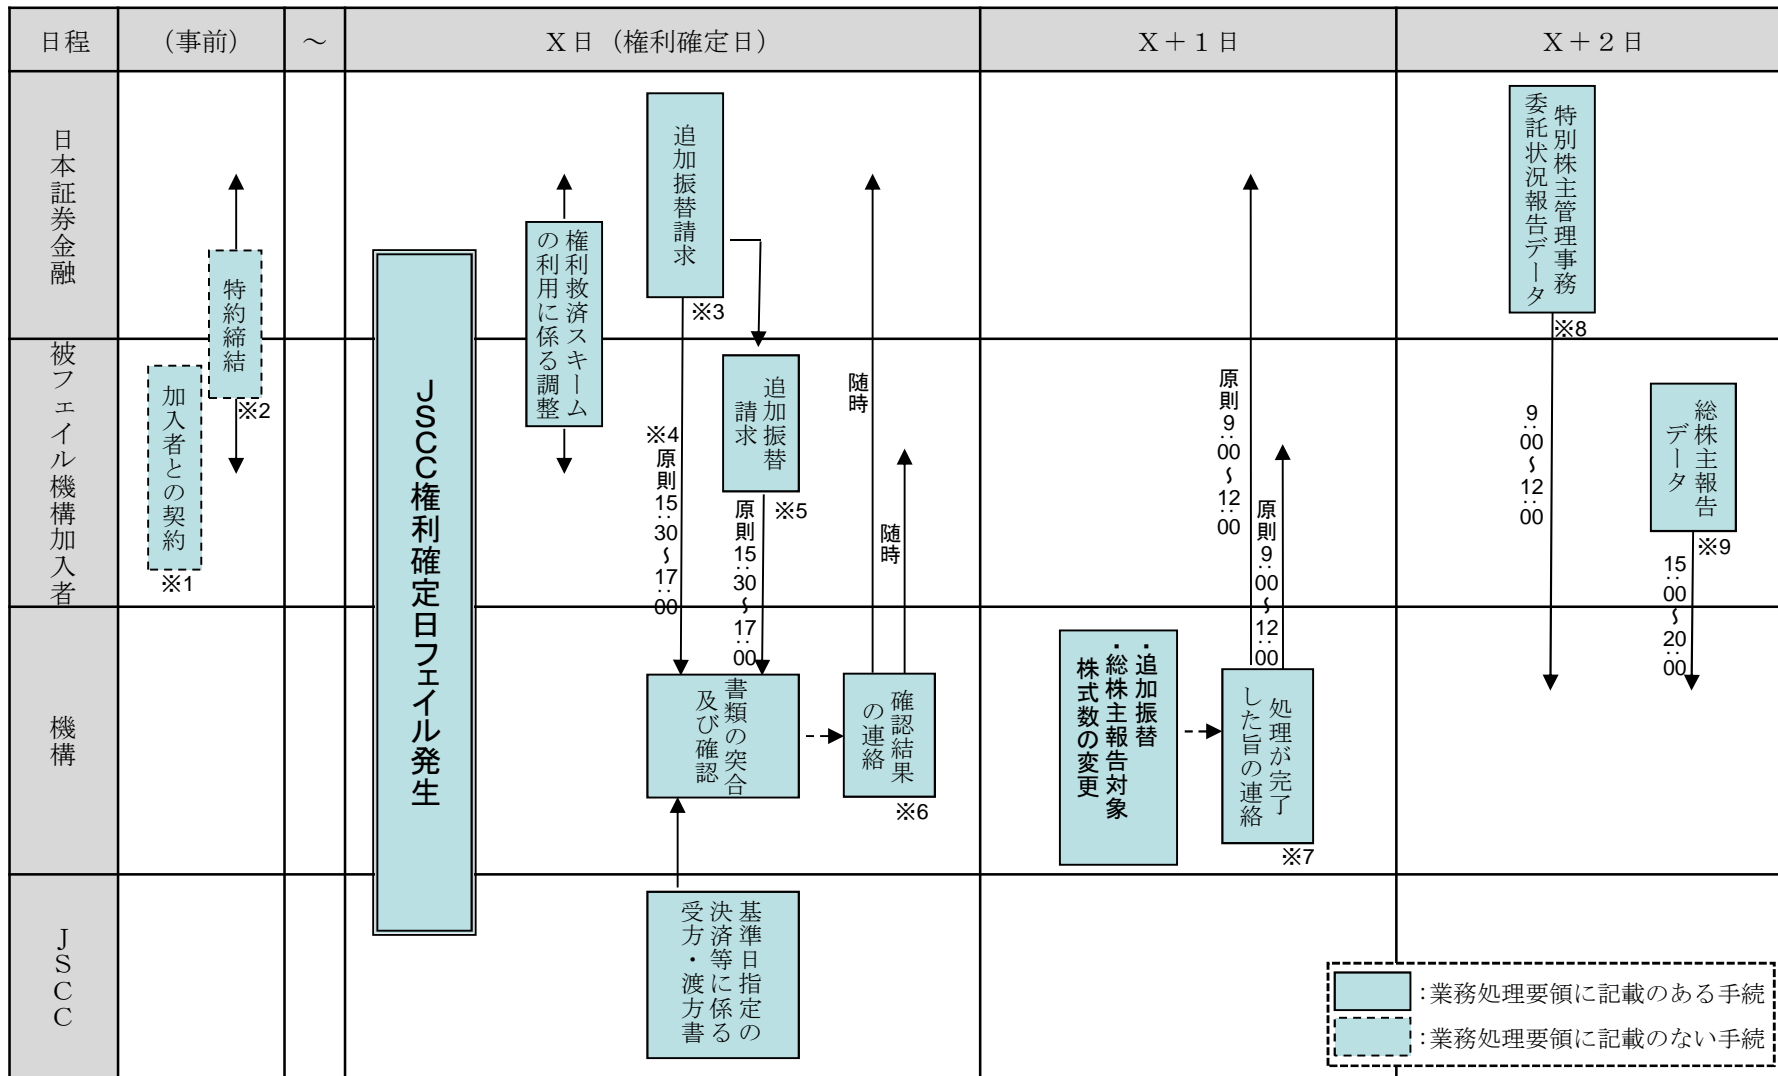 日程
(事前)
～
X日（権利確定日）
X＋1日
X＋2日
日本証券金融
被フェイル機構加入者
機構
JSCC
加入者との契約
※1
特約締結
※2
JSCC権利確定日フェイル発生
権利救済スキーム
の利用に係る調整
追加振替請求
※3
※4
原則15:30～17:00
追加振替
請求
※5
原則15:30～17:00
書類の突合
及び確認
基準日指定の
決済等に係る
受方・渡方書
確認結果
の連絡
※6
随時
随時
・追加振替
・総株主報告対象
株式数の変更
処理が完了
した旨の連絡
※7
原則9:00～12:00
原則9:00～12:00
特別株主管理事務
委託状況報告データ
※8
9:00～12:00
総株主報告
データ
※9
15:00～20:00
:業務処理要領に記載のある手続
:業務処理要領に記載のない手続